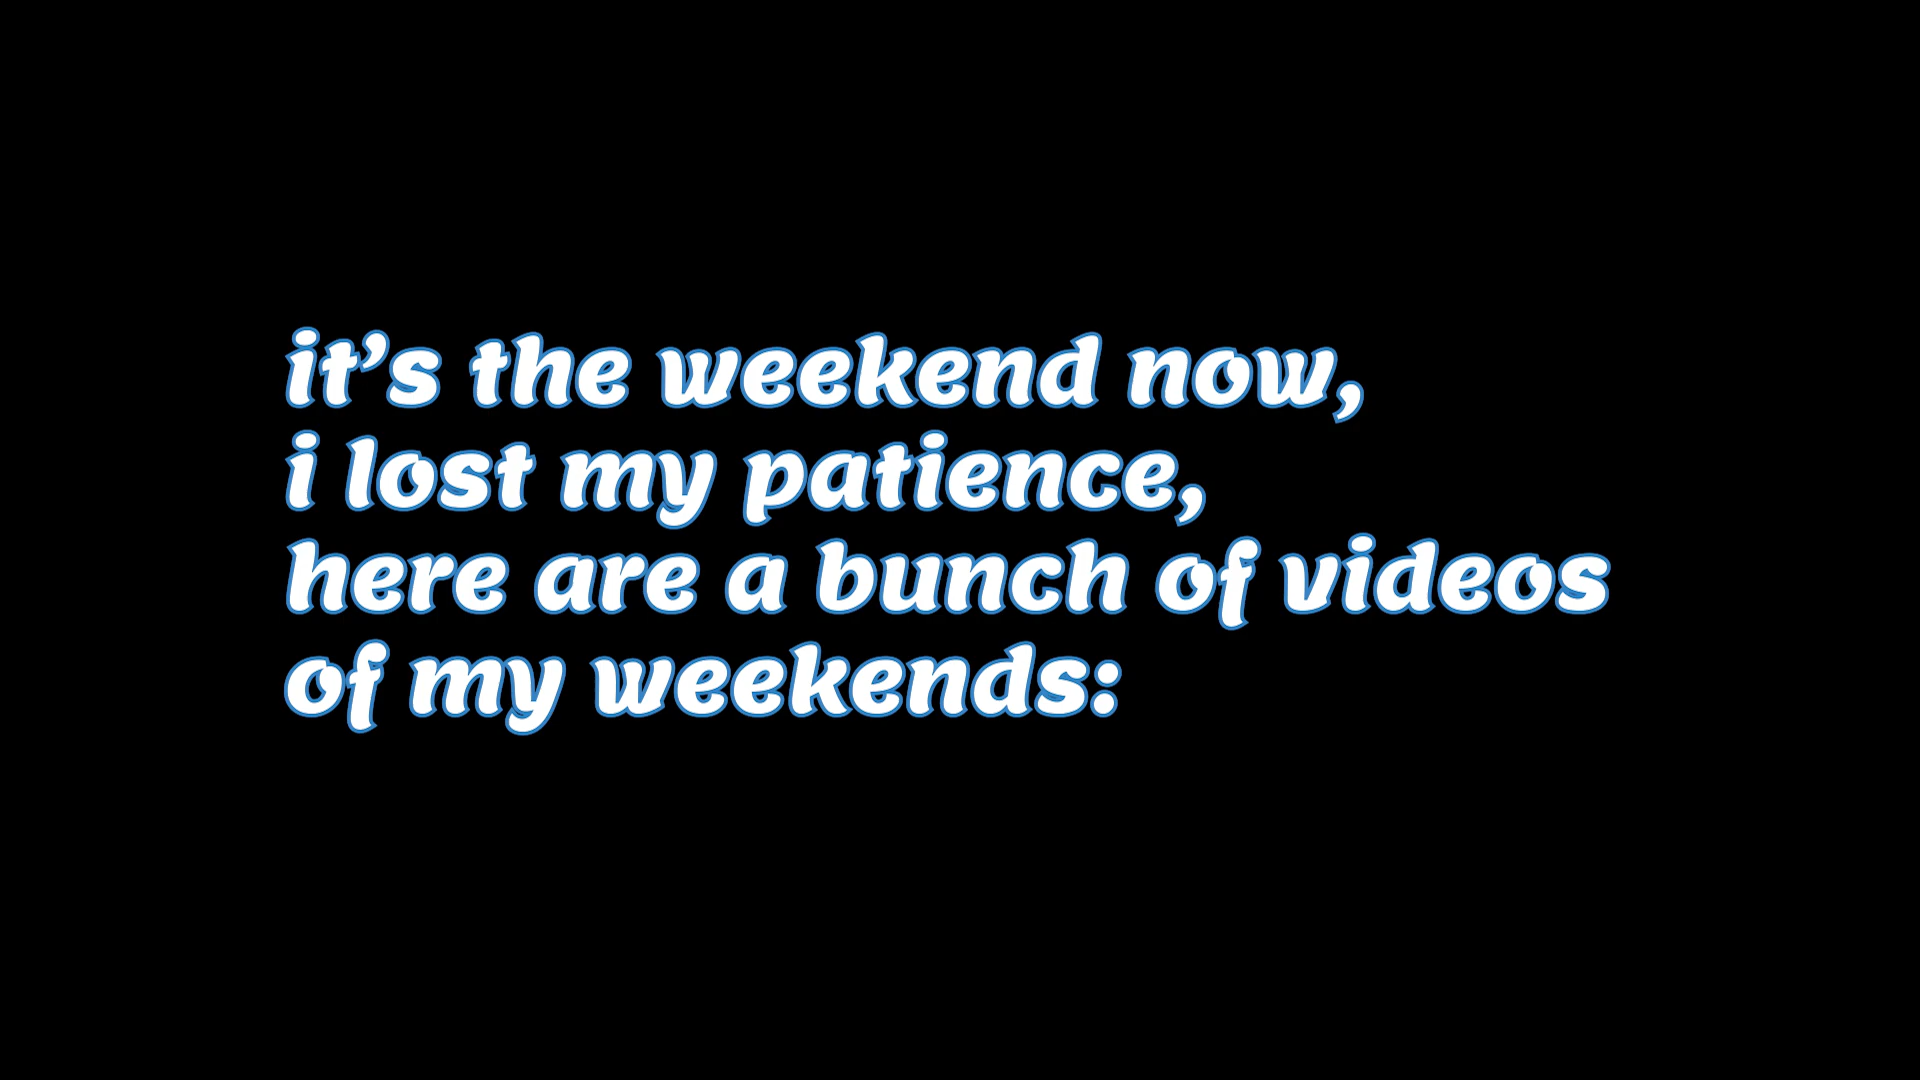 it’s the weekend now,
i lost my patience,
here are a bunch of videos
of my weekends: